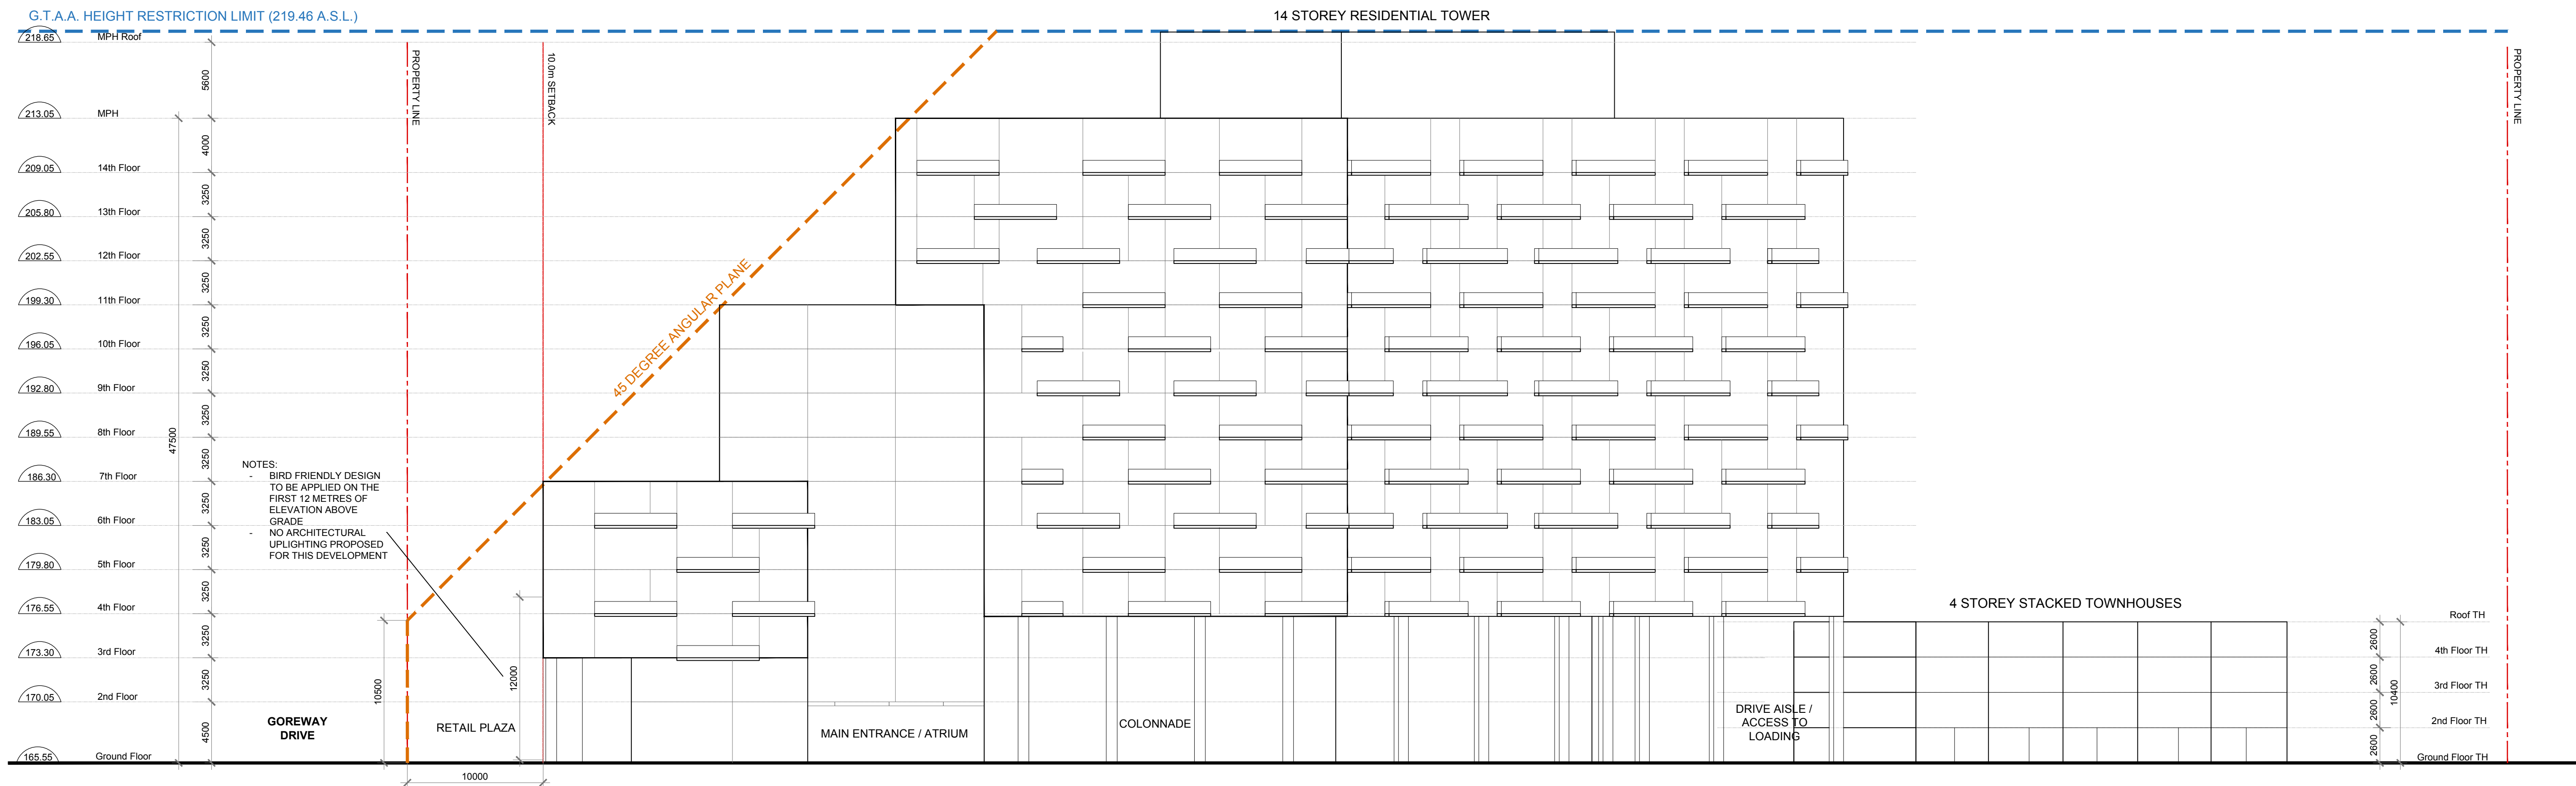 G.T.A.A. HEIGHT RESTRICTION LIMIT (219.46 A.S.L.)
14 STOREY RESIDENTIAL TOWER
218.65 MPH Roof
5600
PROPERTY LINE
10.0m SETBACK
PROPERTY LINE
213.05 MPH
4000
209.05 14th Floor
3250
205.80 13th Floor
3250
202.55 12th Floor
3250
199.30 11th Floor
3250
196.05 10th Floor
3250
192.80 9th Floor
3250
189.55 8th Floor
3250
186.30 7th Floor
3250
183.05 6th Floor
3250
179.80 5th Floor
3250
176.55 4th Floor
3250
173.30 3rd Floor
3250
170.05 2nd Floor
4500
165.55 Ground Floor
47500
45 DEGREE ANGULAR PLANE
NOTES:
- BIRD FRIENDLY DESIGN
TO BE APPLIED ON THE
FIRST 12 METRES OF
ELEVATION ABOVE
GRADE
- NO ARCHITECTURAL
UPLIGHTING PROPOSED
FOR THIS DEVELOPMENT
10500
12000
10000
GOREWAY
DRIVE
RETAIL PLAZA
MAIN ENTRANCE / ATRIUM
COLONNADE
DRIVE AISLE /
ACCESS TO
LOADING
4 STOREY STACKED TOWNHOUSES
Roof TH
2600
4th Floor TH
2600
3rd Floor TH
2600
2nd Floor TH
2600
Ground Floor TH
10400